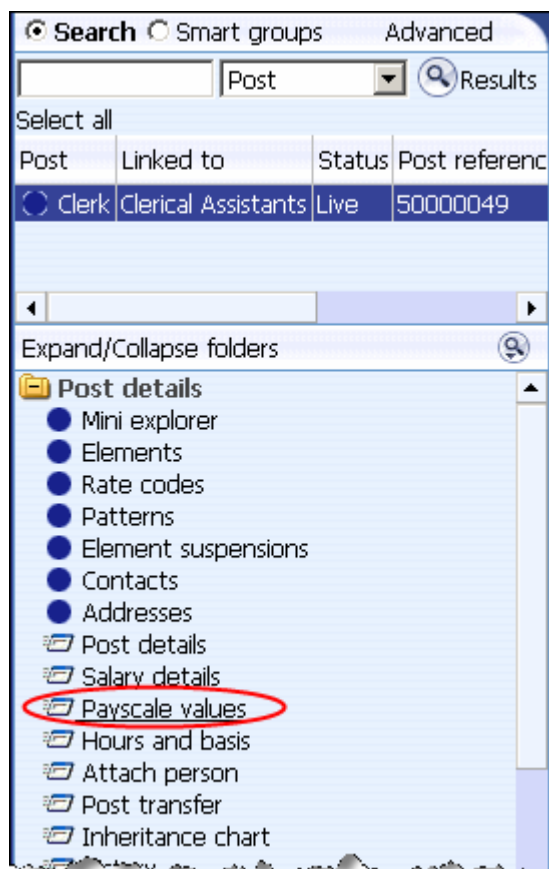 Search Smart groups Advanced
Post Results
Select all
Post Linked to Status Post referenc
Clerk Clerical Assistants Live 50000049
Expand/Collapse folders
Post details
Mini explorer
Elements
Rate codes
Patterns
Element suspensions
Contacts
Addresses
Post details
Salary details
Payscale values
Hours and basis
Attach person
Post transfer
Inheritance chart